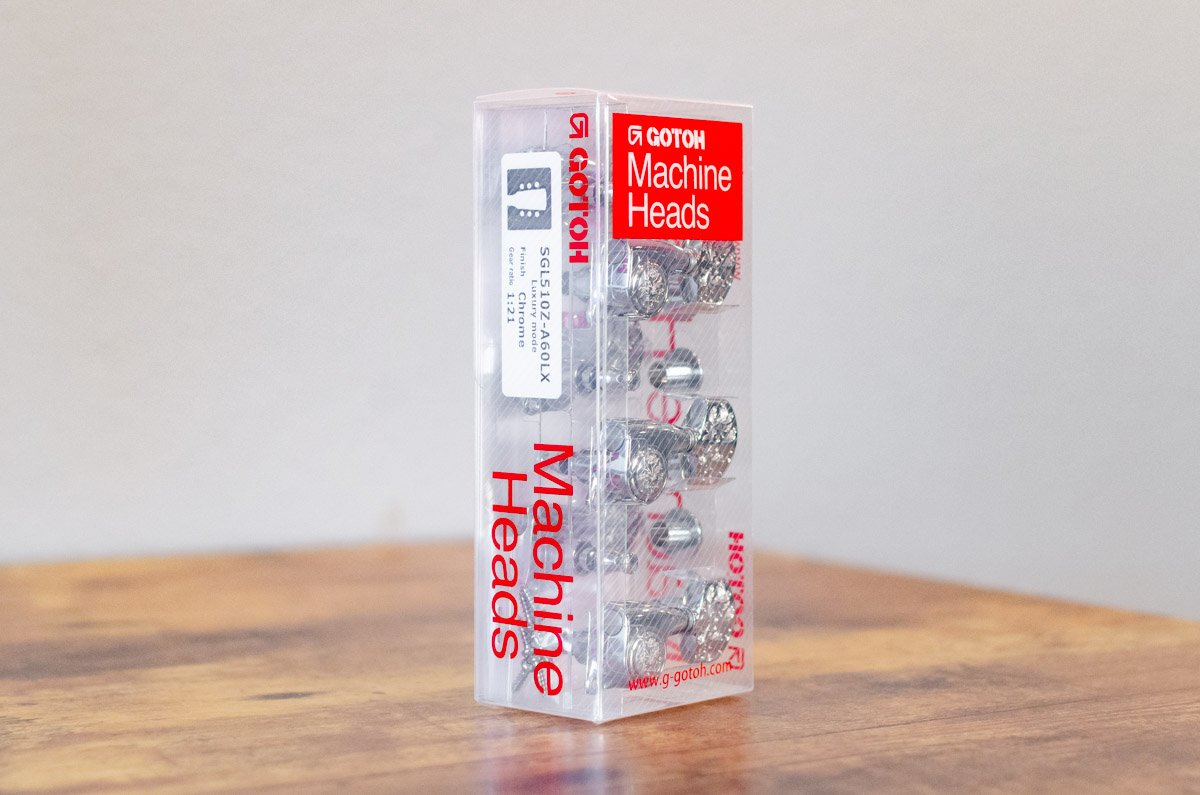 GOTOH
Machine
Heads
www.g-gotoh.com
GOTOH
SGL510Z-A60LX
Luxury mode
Finish Chrome
Gear ratio 1:21
Machine
Heads
GOTOH